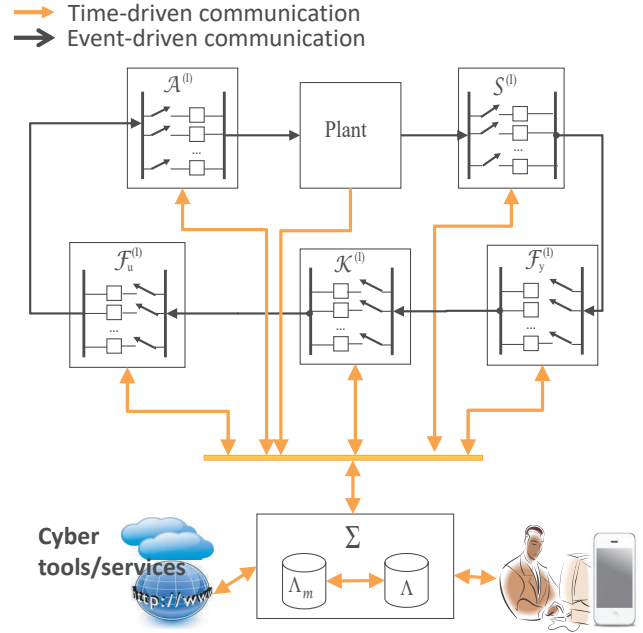 Time-driven communication
Event-driven communication
𝒜^(I)
...
Plant
S^(I)
...
ℱ_u^(I)
...
𝒦^(I)
...
ℱ_y^(I)
...
Cyber
tools/services
http://www
Σ
Λ_m
Λ